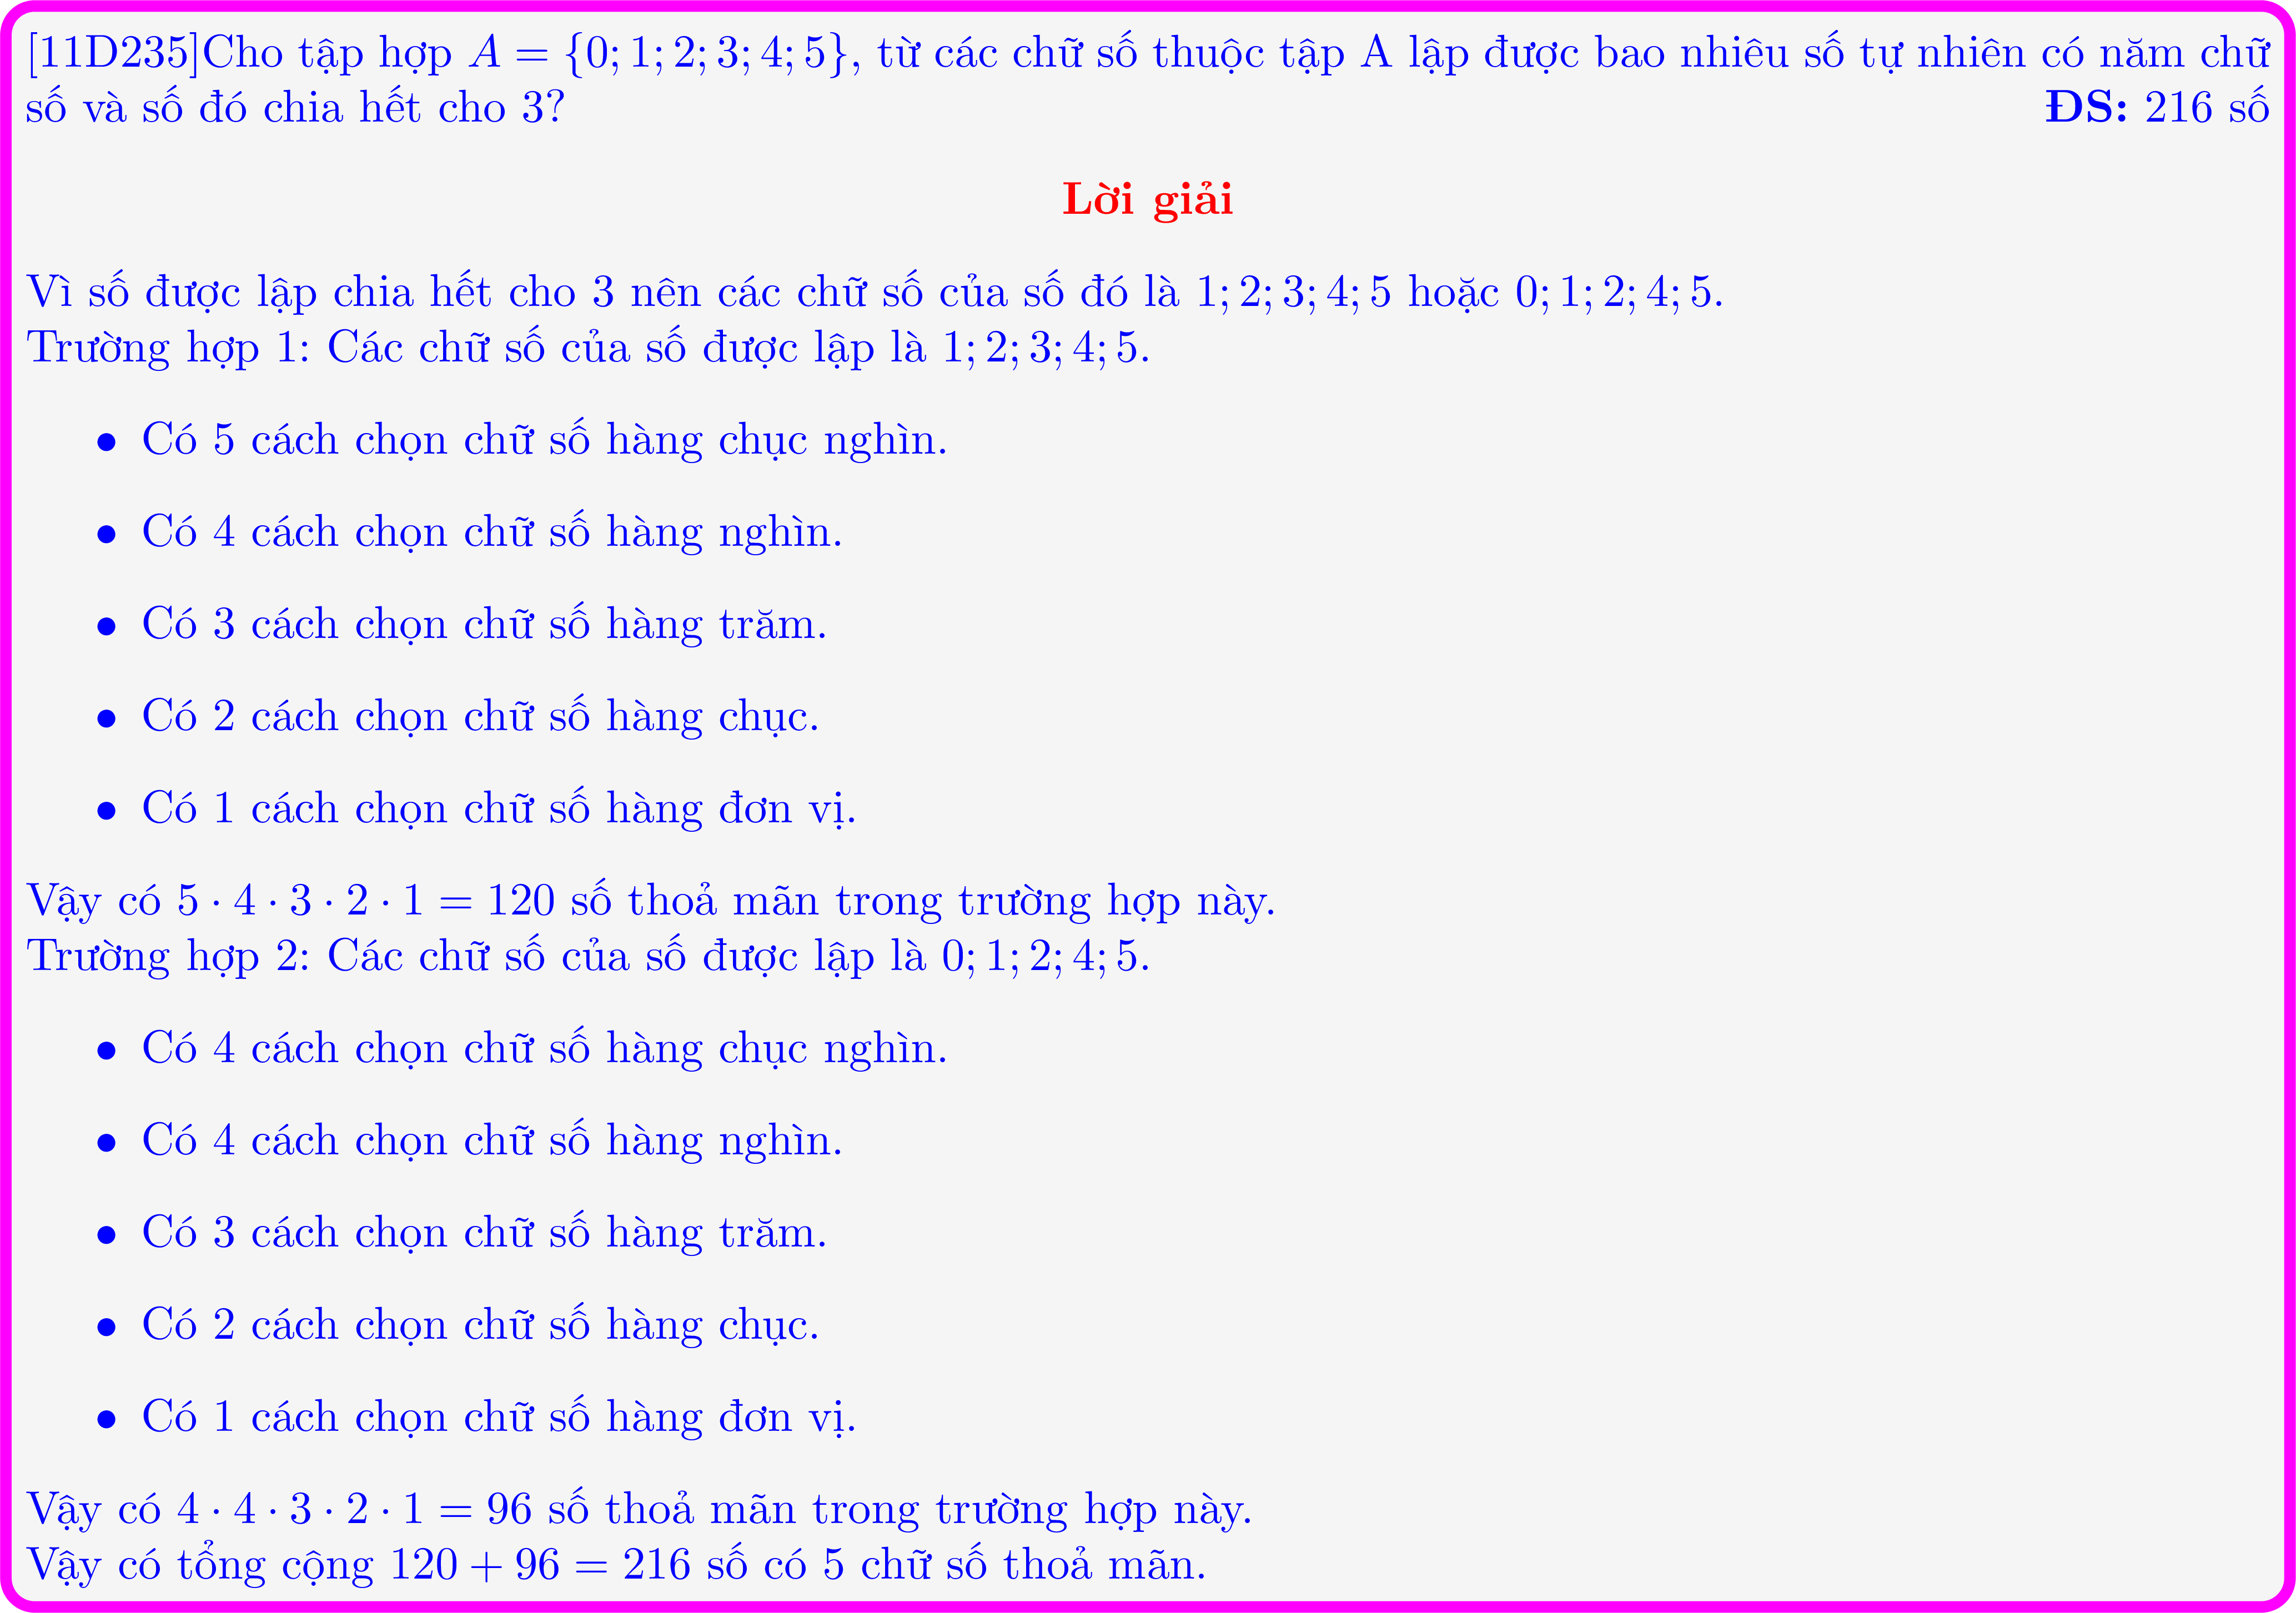 [11D235]Cho tập hợp A = {0; 1; 2; 3; 4; 5}, từ các chữ số thuộc tập A lập được bao nhiêu số tự nhiên có năm chữ
số và số đó chia hết cho 3? ĐS: 216 số
Lời giải
Vì số được lập chia hết cho 3 nên các chữ số của số đó là 1; 2; 3; 4; 5 hoặc 0; 1; 2; 4; 5.
Trường hợp 1: Các chữ số của số được lập là 1; 2; 3; 4; 5.
• Có 5 cách chọn chữ số hàng chục nghìn.
• Có 4 cách chọn chữ số hàng nghìn.
• Có 3 cách chọn chữ số hàng trăm.
• Có 2 cách chọn chữ số hàng chục.
• Có 1 cách chọn chữ số hàng đơn vị.
Vậy có 5 · 4 · 3 · 2 · 1 = 120 số thoả mãn trong trường hợp này.
Trường hợp 2: Các chữ số của số được lập là 0; 1; 2; 4; 5.
• Có 4 cách chọn chữ số hàng chục nghìn.
• Có 4 cách chọn chữ số hàng nghìn.
• Có 3 cách chọn chữ số hàng trăm.
• Có 2 cách chọn chữ số hàng chục.
• Có 1 cách chọn chữ số hàng đơn vị.
Vậy có 4 · 4 · 3 · 2 · 1 = 96 số thoả mãn trong trường hợp này.
Vậy có tổng cộng 120 + 96 = 216 số có 5 chữ số thoả mãn.